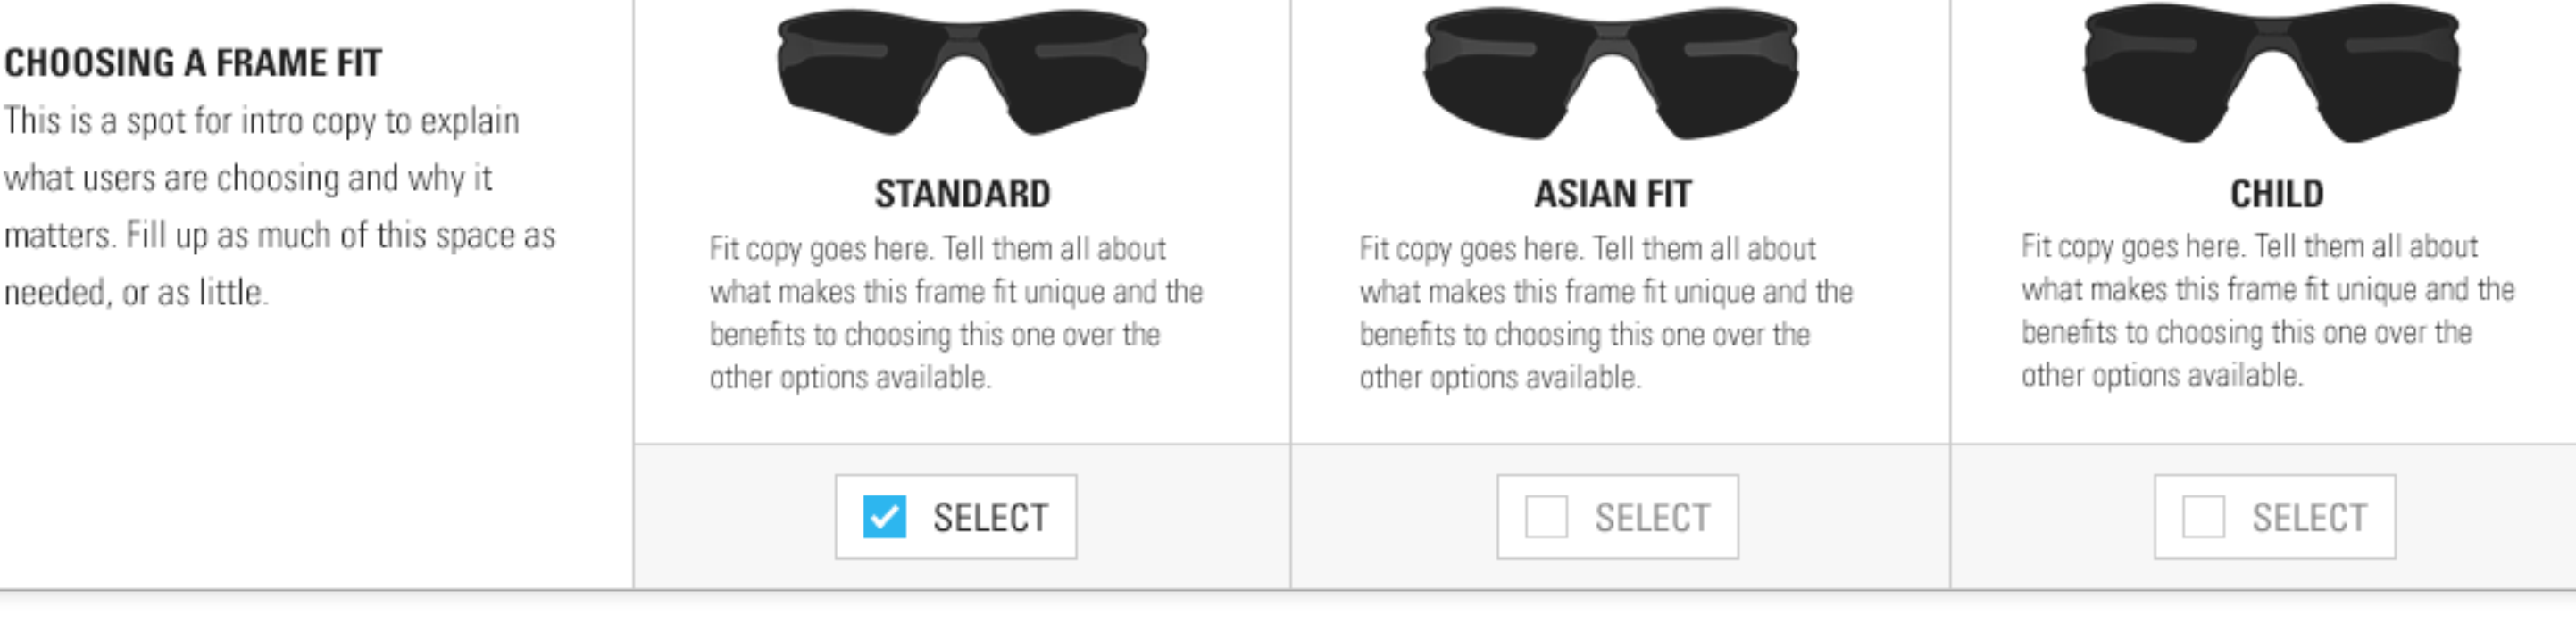 CHOOSING A FRAME FIT
This is a spot for intro copy to explain
what users are choosing and why it
matters. Fill up as much of this space as
needed, or as little.
STANDARD
Fit copy goes here. Tell them all about
what makes this frame fit unique and the
benefits to choosing this one over the
other options available.
SELECT
ASIAN FIT
Fit copy goes here. Tell them all about
what makes this frame fit unique and the
benefits to choosing this one over the
other options available.
SELECT
CHILD
Fit copy goes here. Tell them all about
what makes this frame fit unique and the
benefits to choosing this one over the
other options available.
SELECT